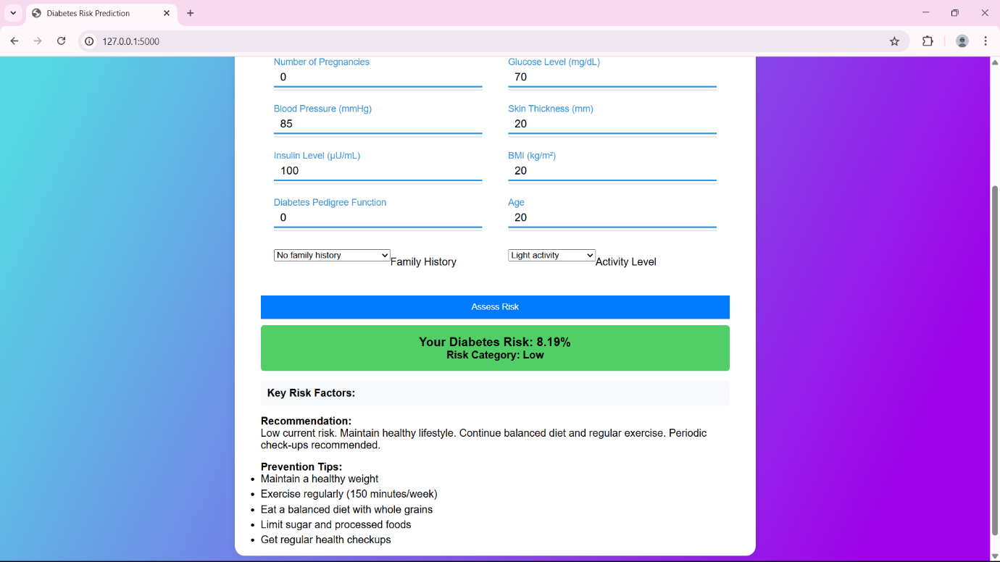 Diabetes Risk Prediction
127.0.0.1:5000
Number of Pregnancies
0
Glucose Level (mg/dL)
70
Blood Pressure (mmHg)
85
Skin Thickness (mm)
20
Insulin Level (μU/mL)
100
BMI (kg/m²)
20
Diabetes Pedigree Function
0
Age
20
No family history
Family History
Light activity
Activity Level
Assess Risk
Your Diabetes Risk: 8.19%
Risk Category: Low
Key Risk Factors:
Recommendation:
Low current risk. Maintain healthy lifestyle. Continue balanced diet and regular exercise. Periodic
check-ups recommended.
Prevention Tips:
• Maintain a healthy weight
• Exercise regularly (150 minutes/week)
• Eat a balanced diet with whole grains
• Limit sugar and processed foods
• Get regular health checkups